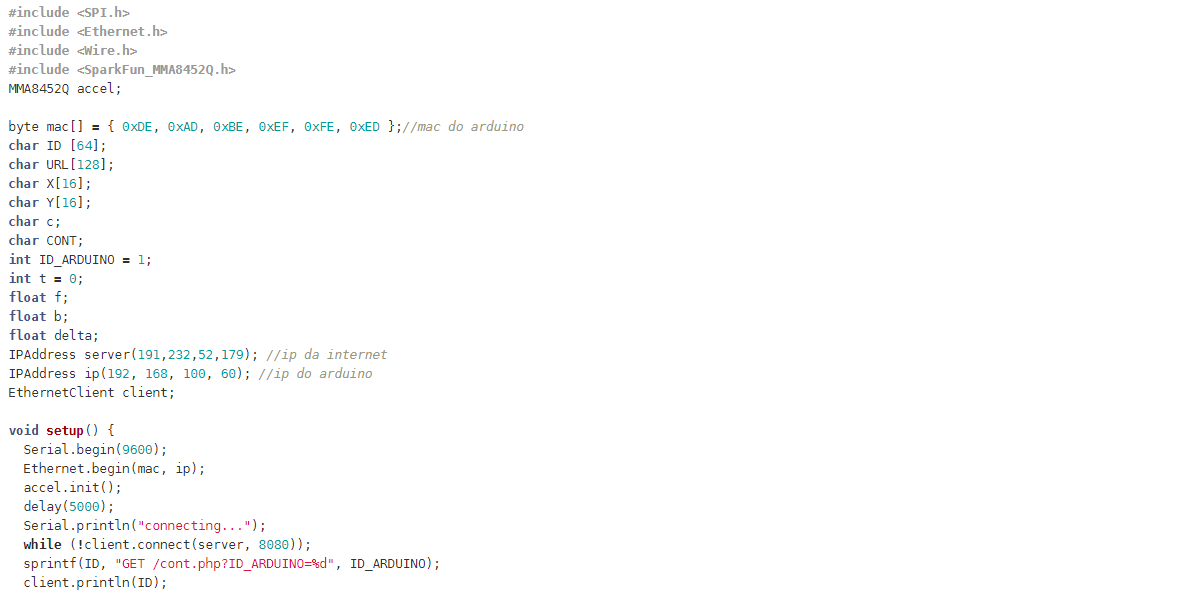 #include <SPI.h>
#include <Ethernet.h>
#include <Wire.h>
#include <SparkFun_MMA8452Q.h>
MMA8452Q accel;
byte mac[] = { 0xDE, 0xAD, 0xBE, 0xEF, 0xFE, 0xED };//mac do arduino
char ID [64];
char URL[128];
char X[16];
char Y[16];
char c;
char CONT;
int ID_ARDUINO = 1;
int t = 0;
float f;
float b;
float delta;
IPAddress server(191,232,52,179); //ip da internet
IPAddress ip(192, 168, 100, 60); //ip do arduino
EthernetClient client;
void setup() {
  Serial.begin(9600);
  Ethernet.begin(mac, ip);
  accel.init();
  delay(5000);
  Serial.println("connecting...");
  while (!client.connect(server, 8080));
  sprintf(ID, "GET /cont.php?ID_ARDUINO=%d", ID_ARDUINO);
  client.println(ID);